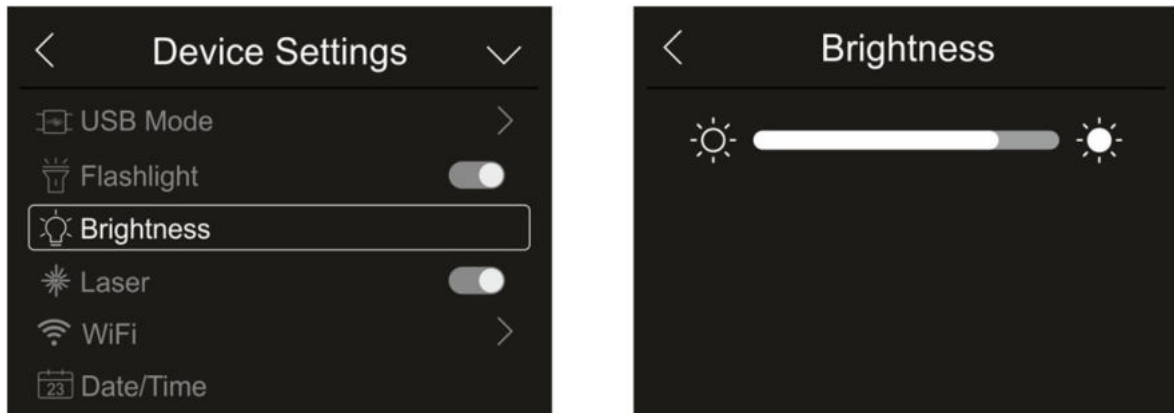 Device Settings
USB Mode
Flashlight
Brightness
Laser
WiFi
23 Date/Time
Brightness